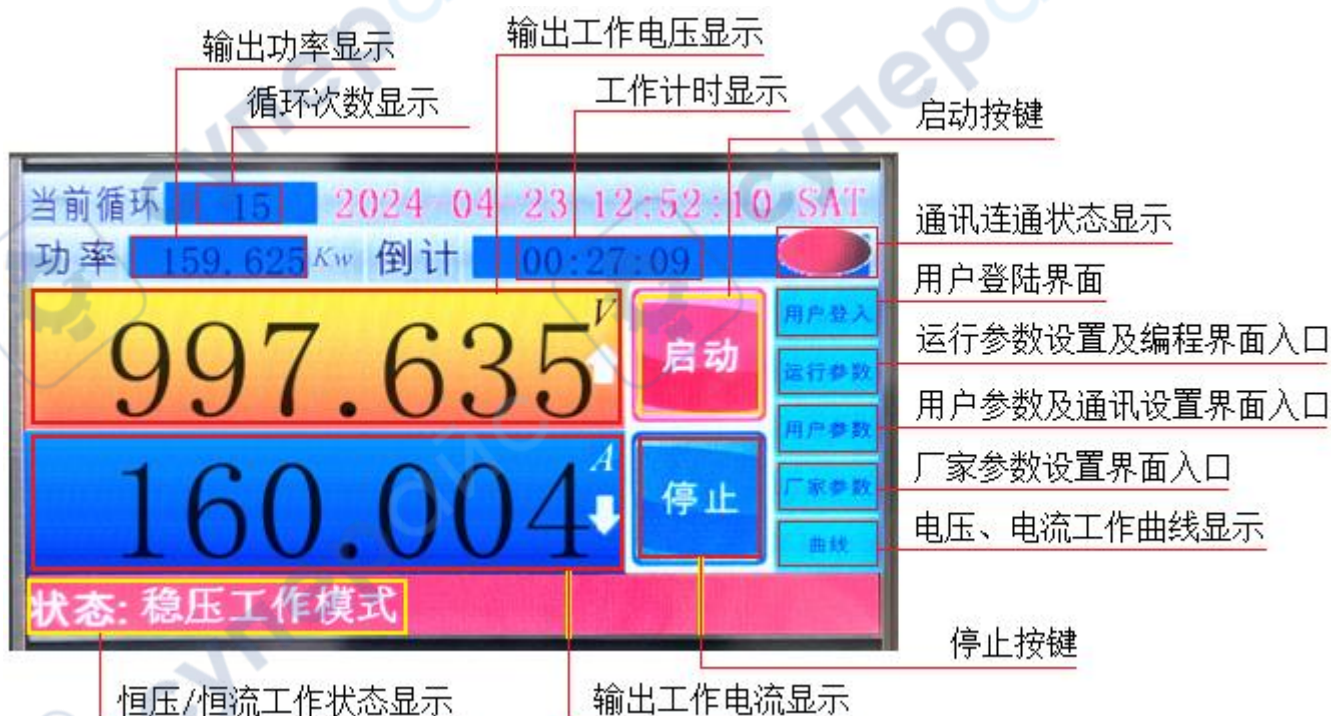 输出功率显示
输出工作电压显示
循环次数显示
工作计时显示
启动按键
当前循环 15 2024-04-23 12:52:10 SAT
通讯连通状态显示
功率 159.625 Kw 倒计 00:27:09
用户登陆界面
997.635 V
启动
用户登入
运行参数设置及编程界面入口
运行参数
用户参数及通讯设置界面入口
用户参数
160.004 A
停止
厂家参数设置界面入口
厂家参数
电压、电流工作曲线显示
曲线
状态: 稳压工作模式
停止按键
恒压/恒流工作状态显示
输出工作电流显示